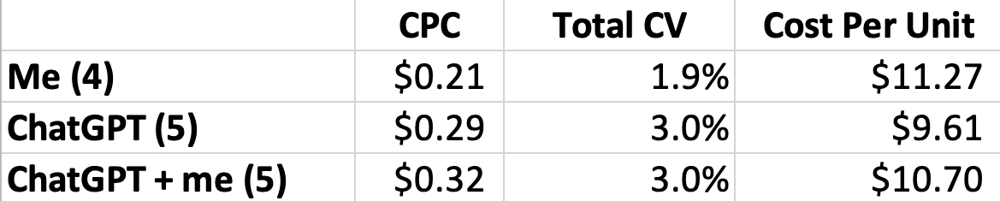 CPC Total CV Cost Per Unit
Me (4) $0.21 1.9% $11.27
ChatGPT (5) $0.29 3.0% $9.61
ChatGPT + me (5) $0.32 3.0% $10.70